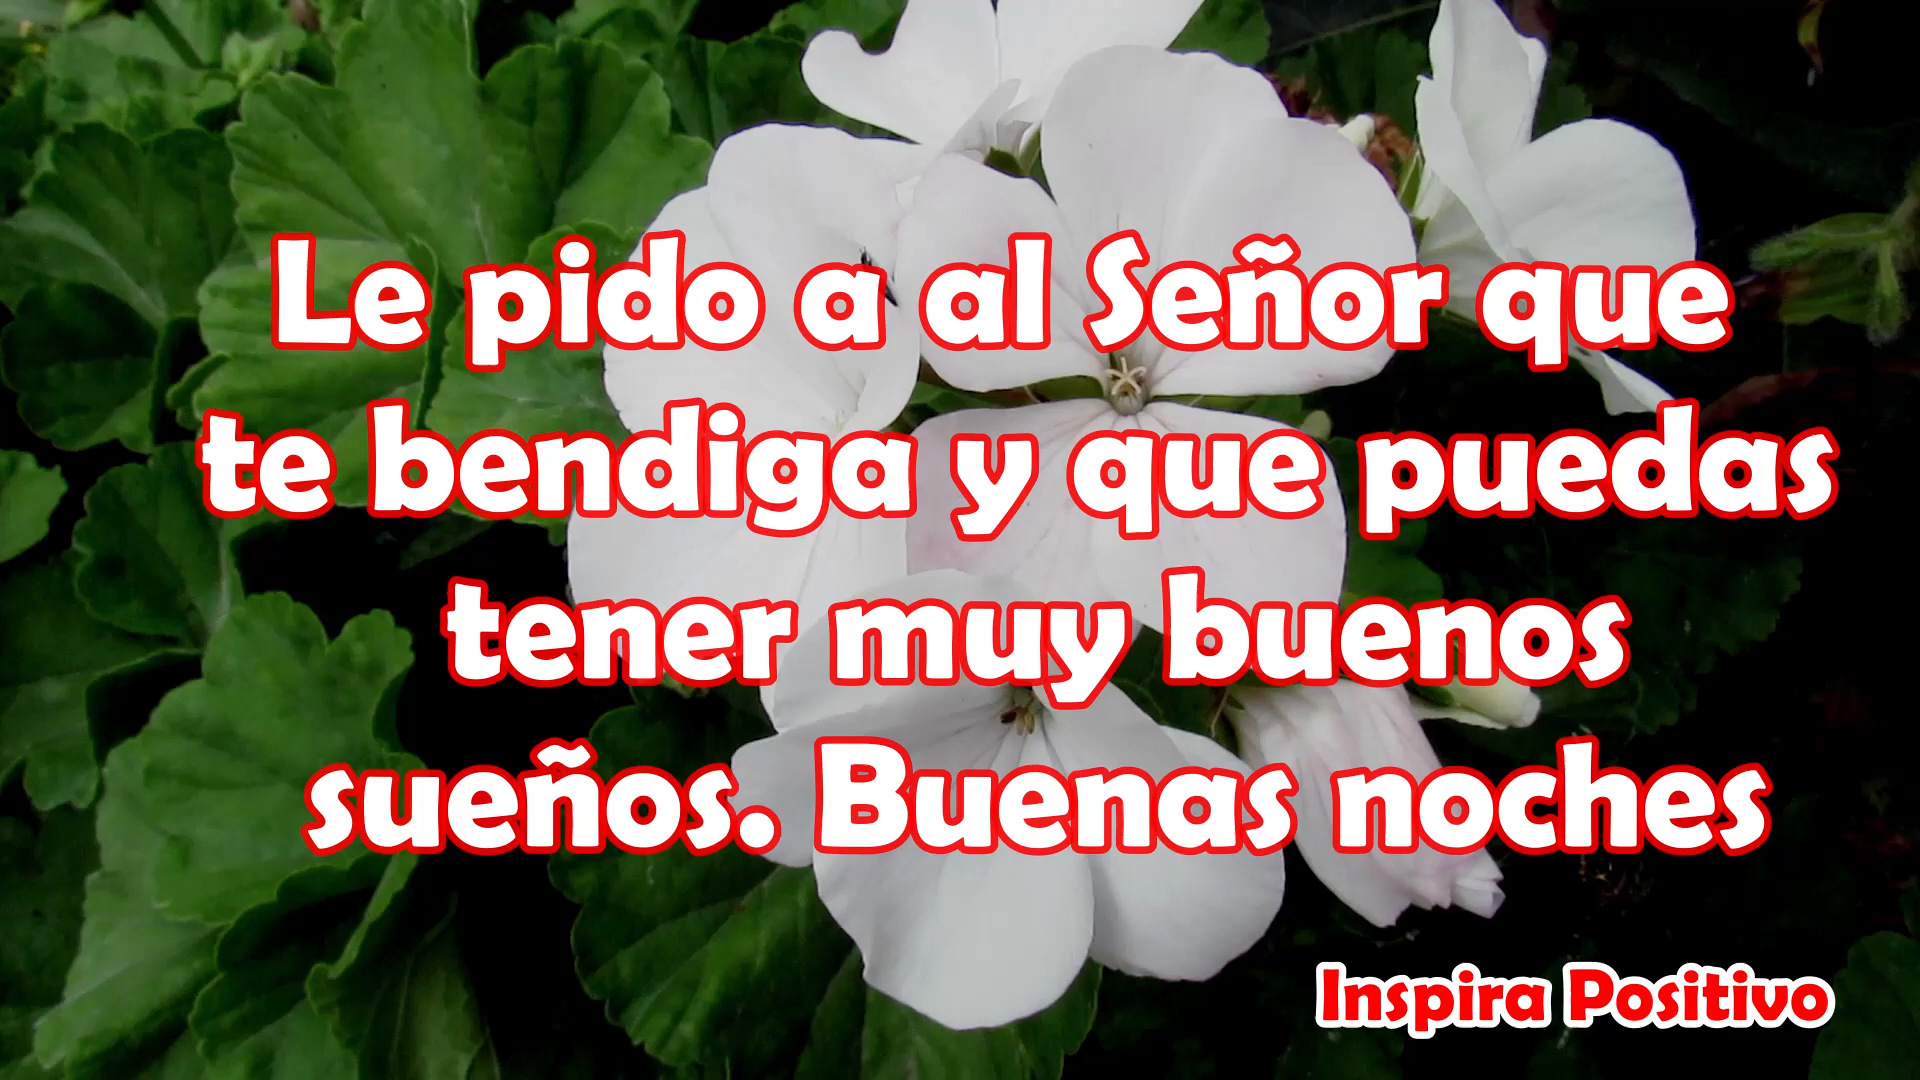 Le pido a al Señor que
te bendiga y que puedas
tener muy buenos
sueños. Buenas noches
Inspira Positivo